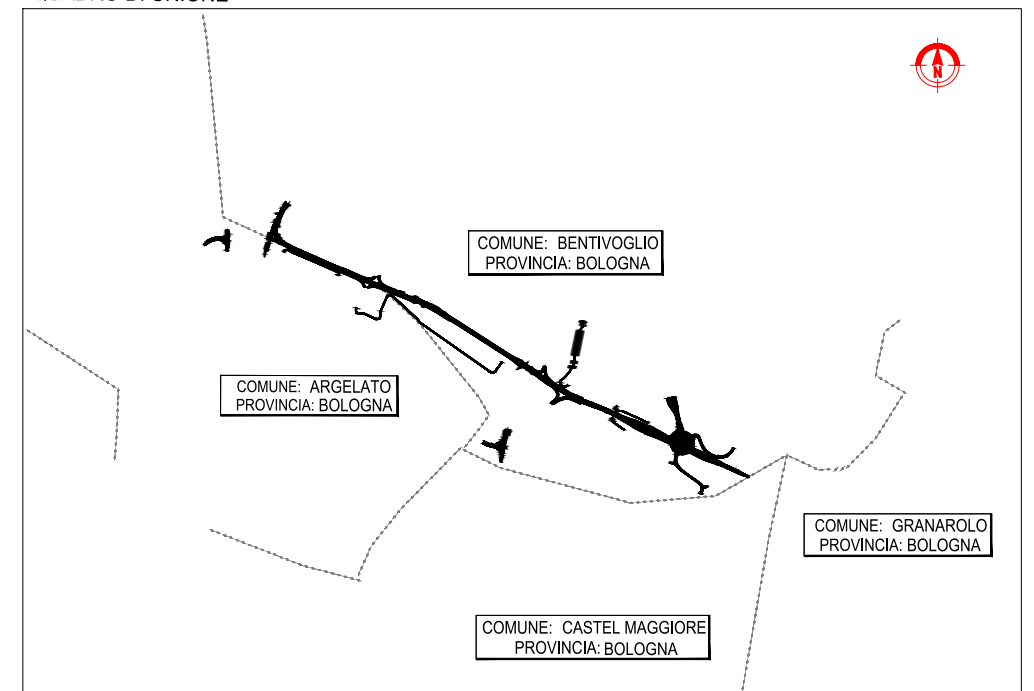 N
COMUNE: BENTIVOGLIO
PROVINCIA: BOLOGNA
COMUNE: ARGELATO
PROVINCIA: BOLOGNA
COMUNE: GRANAROLO
PROVINCIA: BOLOGNA
COMUNE: CASTEL MAGGIORE
PROVINCIA: BOLOGNA